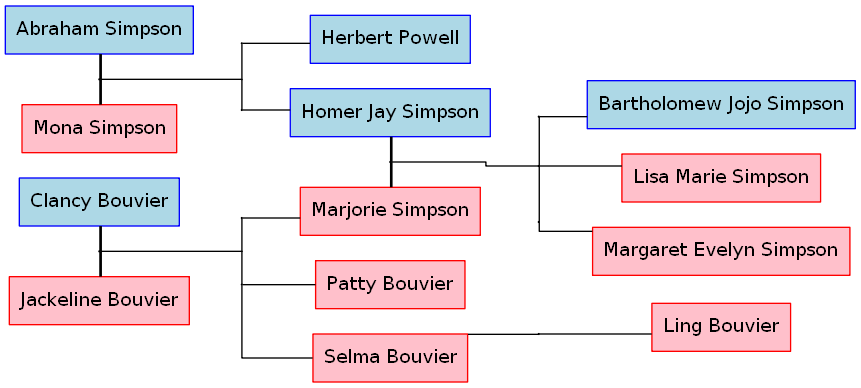 Abraham Simpson
Herbert Powell
Mona Simpson
Homer Jay Simpson
Bartholomew Jojo Simpson
Lisa Marie Simpson
Clancy Bouvier
Marjorie Simpson
Margaret Evelyn Simpson
Jackeline Bouvier
Patty Bouvier
Selma Bouvier
Ling Bouvier